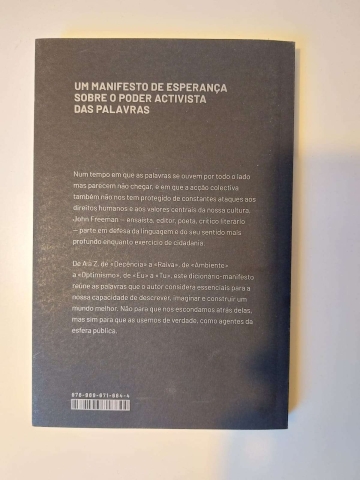 UM MANIFESTO DE ESPERANÇA
SOBRE O PODER ACTIVISTA
DAS PALAVRAS
Num tempo em que as palavras se ouvem por todo o lado
mas parecem não chegar, e em que a acção colectiva
também não nos tem protegido de constantes ataques aos
direitos humanos e aos valores centrais da nossa cultura,
John Freeman — ensaísta, editor, poeta, crítico literário
— parte em defesa da linguagem e do seu sentido mais
profundo enquanto exercício de cidadania.
De A a Z, de «Decência» a «Raiva», de «Ambiente»
a «Optimismo», de «Eu» a «Tu», este dicionário-manifesto
reúne as palavras que o autor considera essenciais para a
nossa capacidade de descrever, imaginar e construir um
mundo melhor. Não para que nos escondamos atrás delas,
mas sim para que as usemos de verdade, como agentes da
esfera pública.